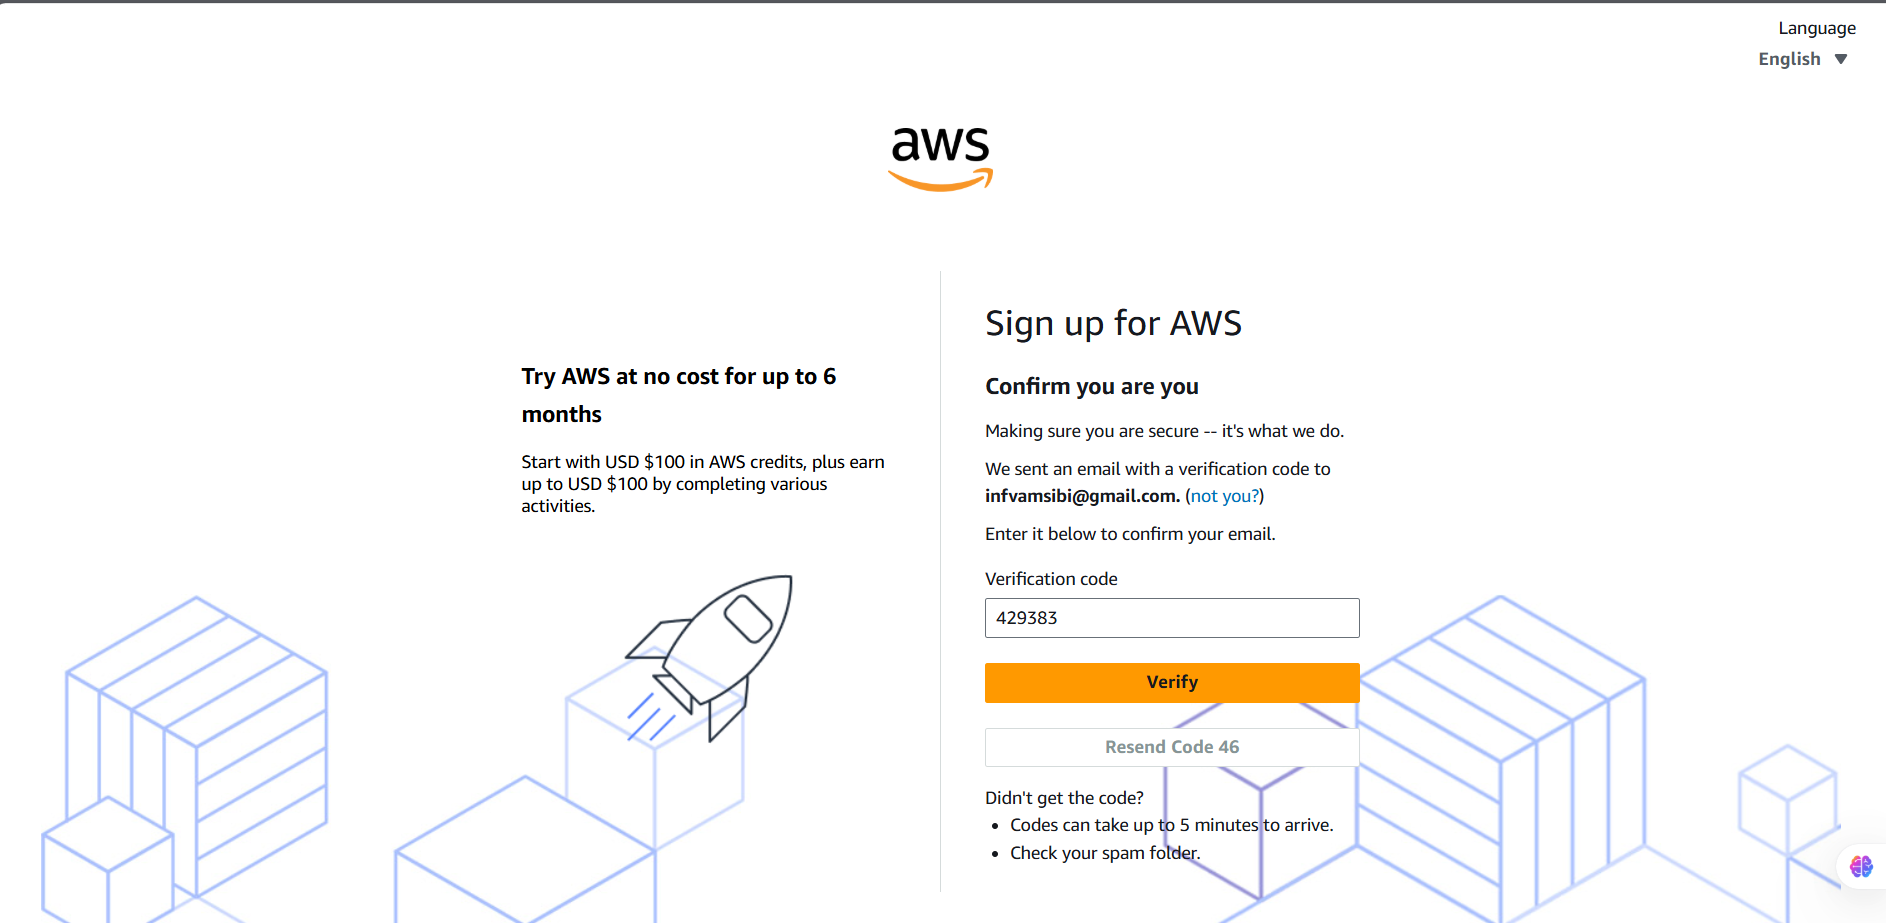 Language
English
aws
Try AWS at no cost for up to 6
months
Start with USD $100 in AWS credits, plus earn
up to USD $100 by completing various
activities.
Sign up for AWS
Confirm you are you
Making sure you are secure -- it's what we do.
We sent an email with a verification code to
infvamsibi@gmail.com. (not you?)
Enter it below to confirm your email.
Verification code
429383
Verify
Resend Code 46
Didn't get the code?
• Codes can take up to 5 minutes to arrive.
• Check your spam folder.